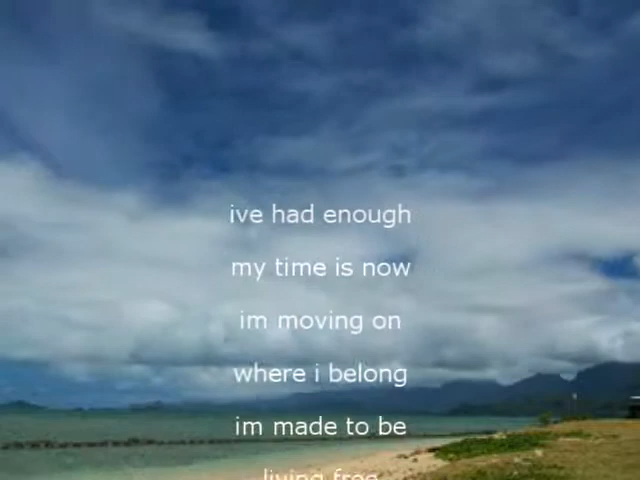 ive had enough
my time is now
im moving on
where i belong
im made to be
living free